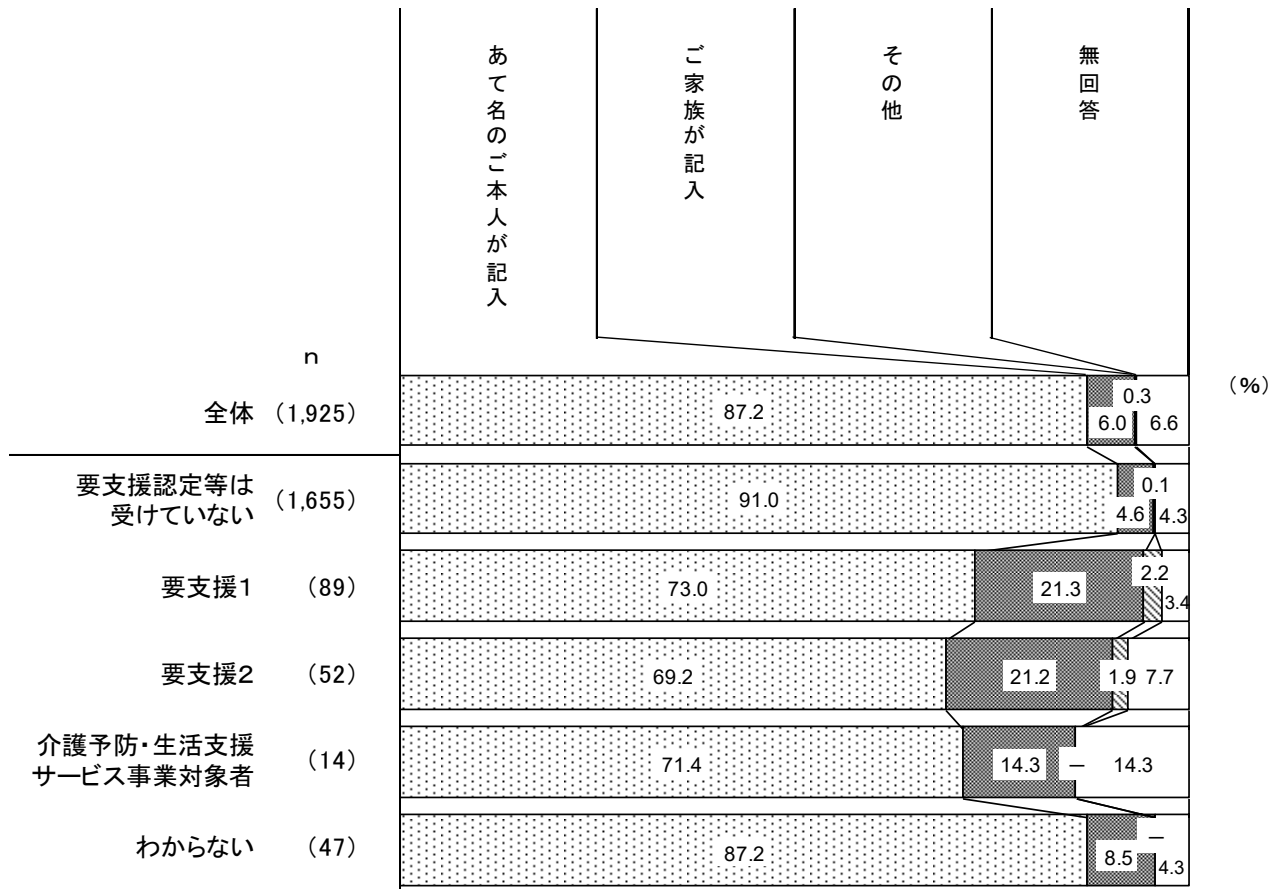 あて名のご本人が記入
ご家族が記入
その他
無回答
n
(%)
全体 (1,925) 87.2 6.0 0.3 6.6
要支援認定等は
受けていない (1,655) 91.0 4.6 0.1 4.3
要支援1 (89) 73.0 21.3 2.2 3.4
要支援2 (52) 69.2 21.2 1.9 7.7
介護予防・生活支援
サービス事業対象者 (14) 71.4 14.3 － 14.3
わからない (47) 87.2 8.5 － 4.3